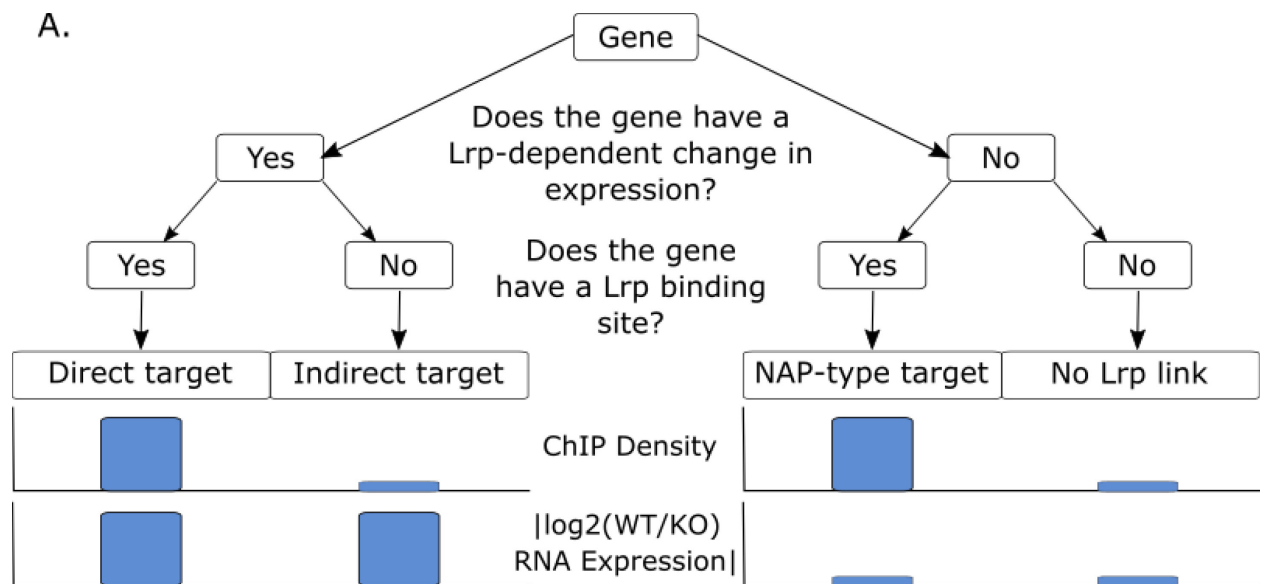 A.
Gene
Does the gene have a
Lrp-dependent change in
expression?
Yes
No
Does the gene
have a Lrp binding
site?
Yes
No
Yes
No
Direct target
Indirect target
NAP-type target
No Lrp link
ChIP Density
|log2(WT/KO)
RNA Expression|